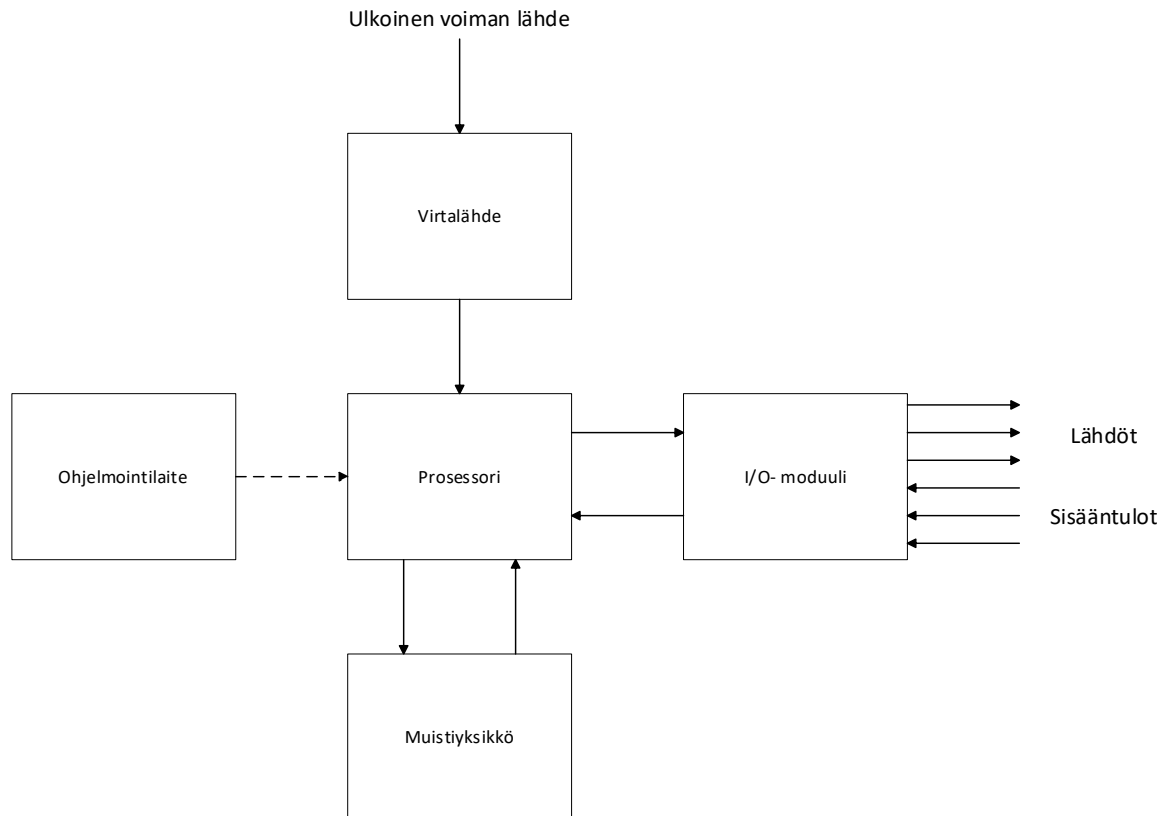 Ulkoinen voiman lähde
Virtalähde
Ohjelmointilaite
Prosessori
I/O- moduuli
Lähdöt
Sisääntulot
Muistiyksikkö